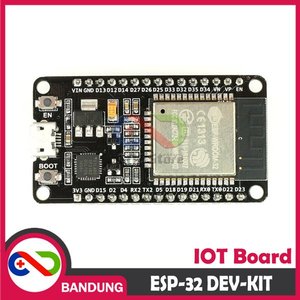 VIN GND D13 D12 D14 D27 D26 D25 D33 D32 D35 D34 VN VP EN
EN
BOOT
3V3 GND D15 D2 D4 RX2 TX2 D5 D18 D19 D21 RX0 TX0 D22 D23
IOT Board
BANDUNG
ESP-32 DEV-KIT